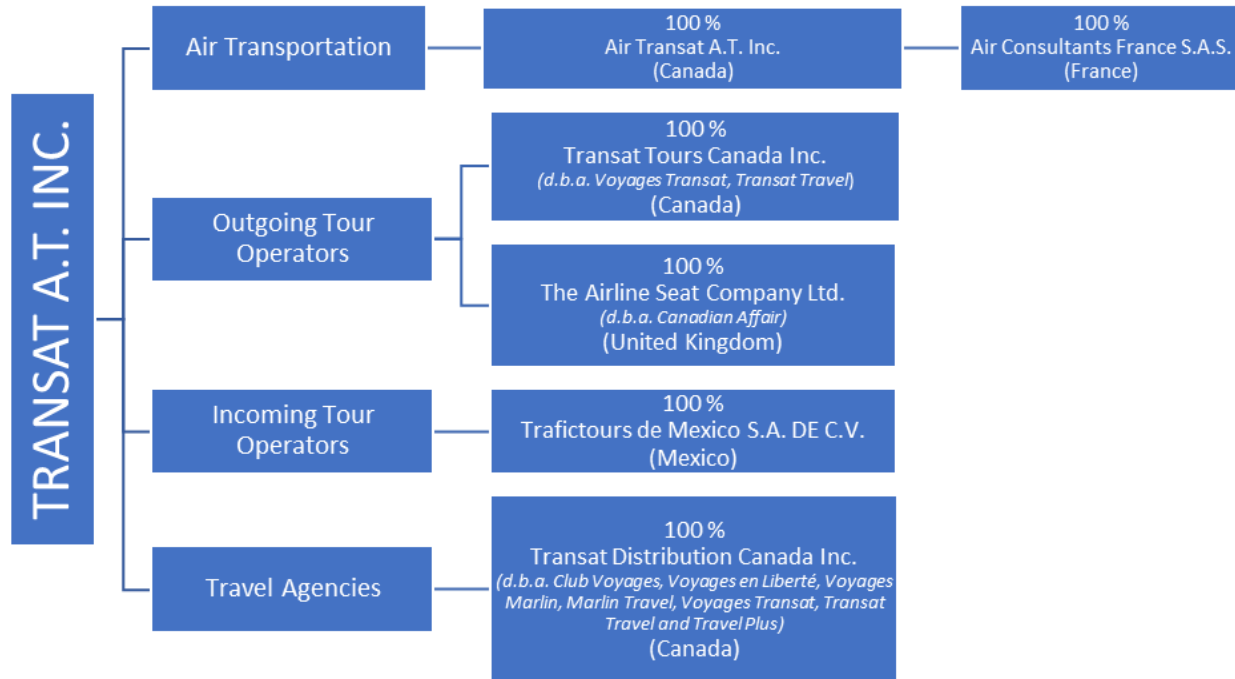 TRANSAT A.T. INC.
Air Transportation
100 %
Air Transat A.T. Inc.
(Canada)
100 %
Air Consultants France S.A.S.
(France)
Outgoing Tour
Operators
100 %
Transat Tours Canada Inc.
(d.b.a. Voyages Transat, Transat Travel)
(Canada)
100 %
The Airline Seat Company Ltd.
(d.b.a. Canadian Affair)
(United Kingdom)
Incoming Tour
Operators
100 %
Trafictours de Mexico S.A. DE C.V.
(Mexico)
Travel Agencies
100 %
Transat Distribution Canada Inc.
(d.b.a. Club Voyages, Voyages en Liberté, Voyages
Marlin, Marlin Travel, Voyages Transat, Transat
Travel and Travel Plus)
(Canada)